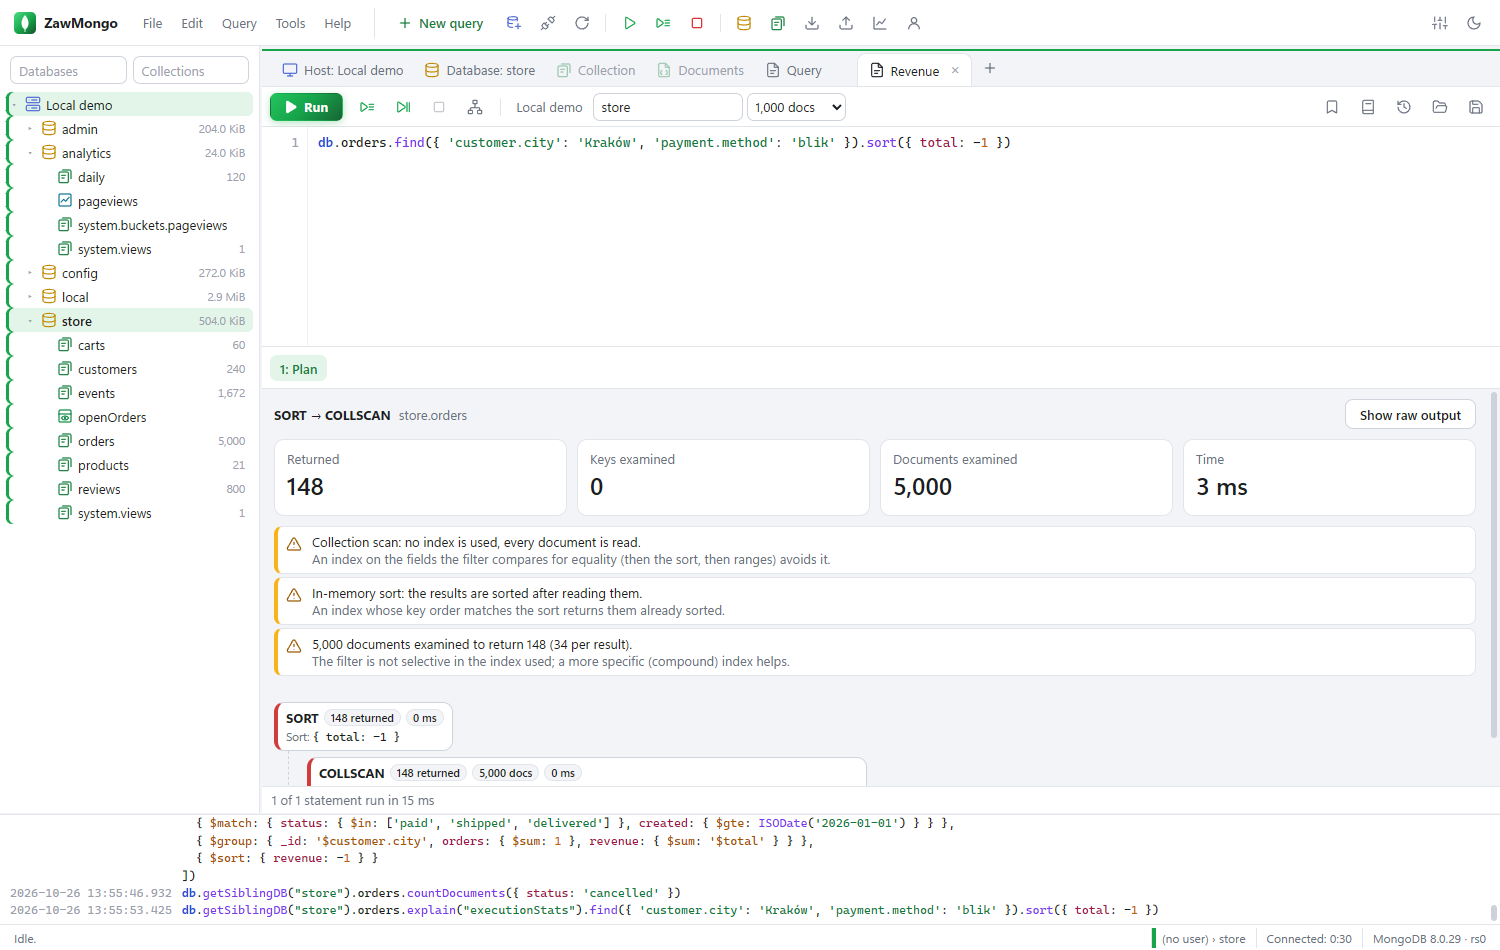 ZawMongo File Edit Query Tools Help New query
Databases Collections
Host: Local demo Database: store Collection Documents Query Revenue
Run Local demo store 1,000 docs
Local demo
admin 204.0 KiB
analytics 24.0 KiB
daily 120
pageviews
system.buckets.pageviews
system.views 1
config 272.0 KiB
local 2.9 MiB
store 504.0 KiB
carts 60
customers 240
events 1,672
openOrders
orders 5,000
products 21
reviews 800
system.views 1
1 db.orders.find({ 'customer.city': 'Kraków', 'payment.method': 'blik' }).sort({ total: -1 })
1: Plan
SORT → COLLSCAN store.orders Show raw output
Returned
148
Keys examined
0
Documents examined
5,000
Time
3 ms
Collection scan: no index is used, every document is read.
An index on the fields the filter compares for equality (then the sort, then ranges) avoids it.
In-memory sort: the results are sorted after reading them.
An index whose key order matches the sort returns them already sorted.
5,000 documents examined to return 148 (34 per result).
The filter is not selective in the index used; a more specific (compound) index helps.
SORT 148 returned 0 ms
Sort: { total: -1 }
COLLSCAN 148 returned 5,000 docs 0 ms
1 of 1 statement run in 15 ms
{ $match: { status: { $in: ['paid', 'shipped', 'delivered'] }, created: { $gte: ISODate('2026-01-01') } } },
{ $group: { _id: '$customer.city', orders: { $sum: 1 }, revenue: { $sum: '$total' } } },
{ $sort: { revenue: -1 } }
])
2026-10-26 13:55:46.932 db.getSiblingDB("store").orders.countDocuments({ status: 'cancelled' })
2026-10-26 13:55:53.425 db.getSiblingDB("store").orders.explain("executionStats").find({ 'customer.city': 'Kraków', 'payment.method': 'blik' }).sort({ total: -1 })
Idle. (no user) › store Connected: 0:30 MongoDB 8.0.29 · rs0